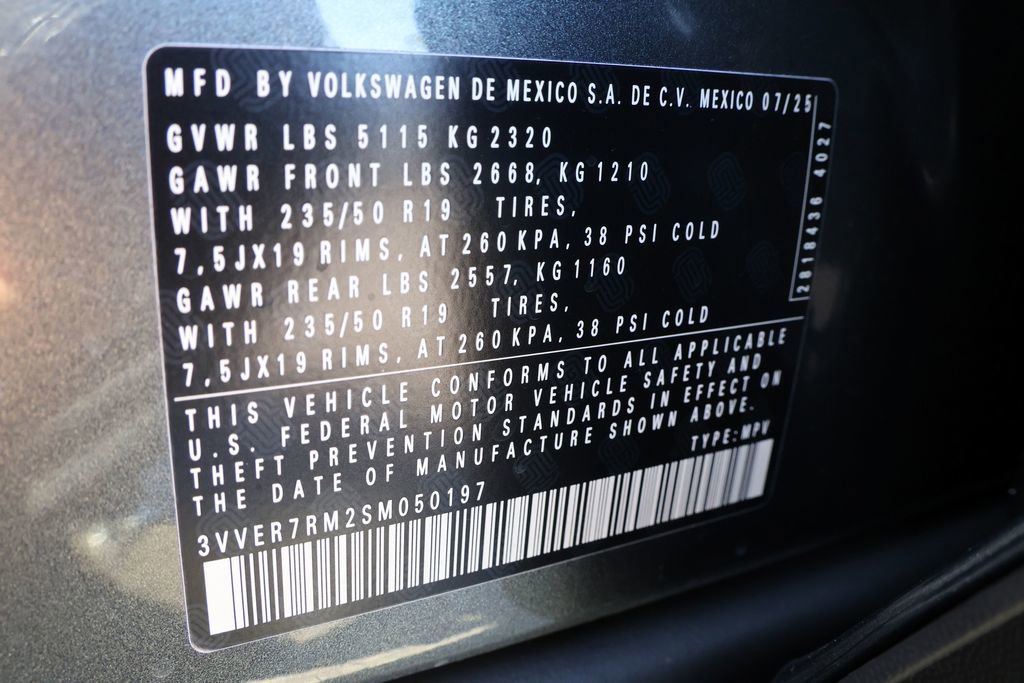 MFD BY VOLKSWAGEN DE MEXICO S.A. DE C.V. MEXICO 07/25
GVWR LBS 5115 KG 2320
GAWR FRONT LBS 2668, KG 1210
WITH 235/50 R19 TIRES,
7,5JX19 RIMS, AT 260 KPA, 38 PSI COLD
GAWR REAR LBS 2557, KG 1160
WITH 235/50 R19 TIRES,
7,5JX19 RIMS, AT 260 KPA, 38 PSI COLD
2818436 4027
THIS VEHICLE CONFORMS TO ALL APPLICABLE
U.S. FEDERAL MOTOR VEHICLE SAFETY AND
THEFT PREVENTION STANDARDS IN EFFECT ON
THE DATE OF MANUFACTURE SHOWN ABOVE.
TYPE: MPV
3VVER7RM2SM050197